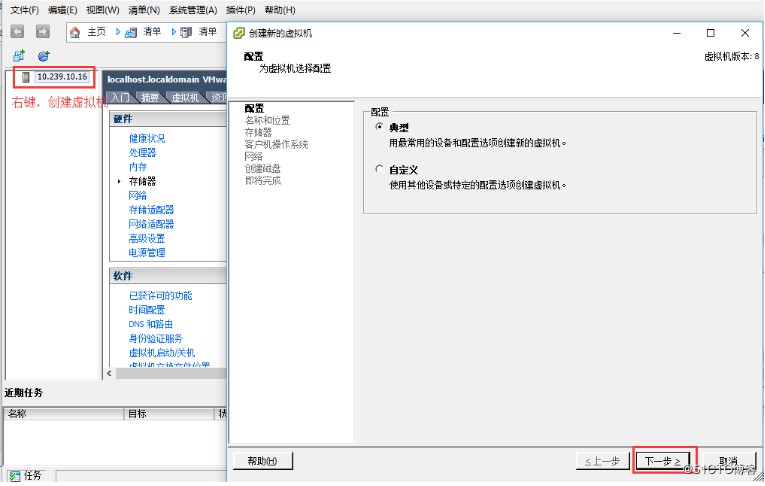 文件(F) 编辑(E) 视图(W) 清单(N) 系统管理(A) 插件(P) 帮助(H)
主页 清单 清单
10.239.10.16
右键，创建虚拟机
localhost.localdomain VMwa
入门 摘要 虚拟机
硬件
健康状况
处理器
内存
存储器
网络
存储适配器
网络适配器
高级设置
电源管理
软件
已获许可的功能
时间配置
DNS 和路由
身份验证服务
虚拟机启动/关机
虚拟机交换文件位置
近期任务
名称 目标
任务
创建新的虚拟机
配置
为虚拟机选择配置
虚拟机版本: 8
配置
名称和位置
存储器
客户机操作系统
网络
创建磁盘
即将完成
配置
典型
用最常用的设备和配置选项创建新的虚拟机。
自定义
使用其他设备或特定的配置选项创建虚拟机。
帮助(H)
≤上一步 下一步 ≥ 取消
@51CTO博客